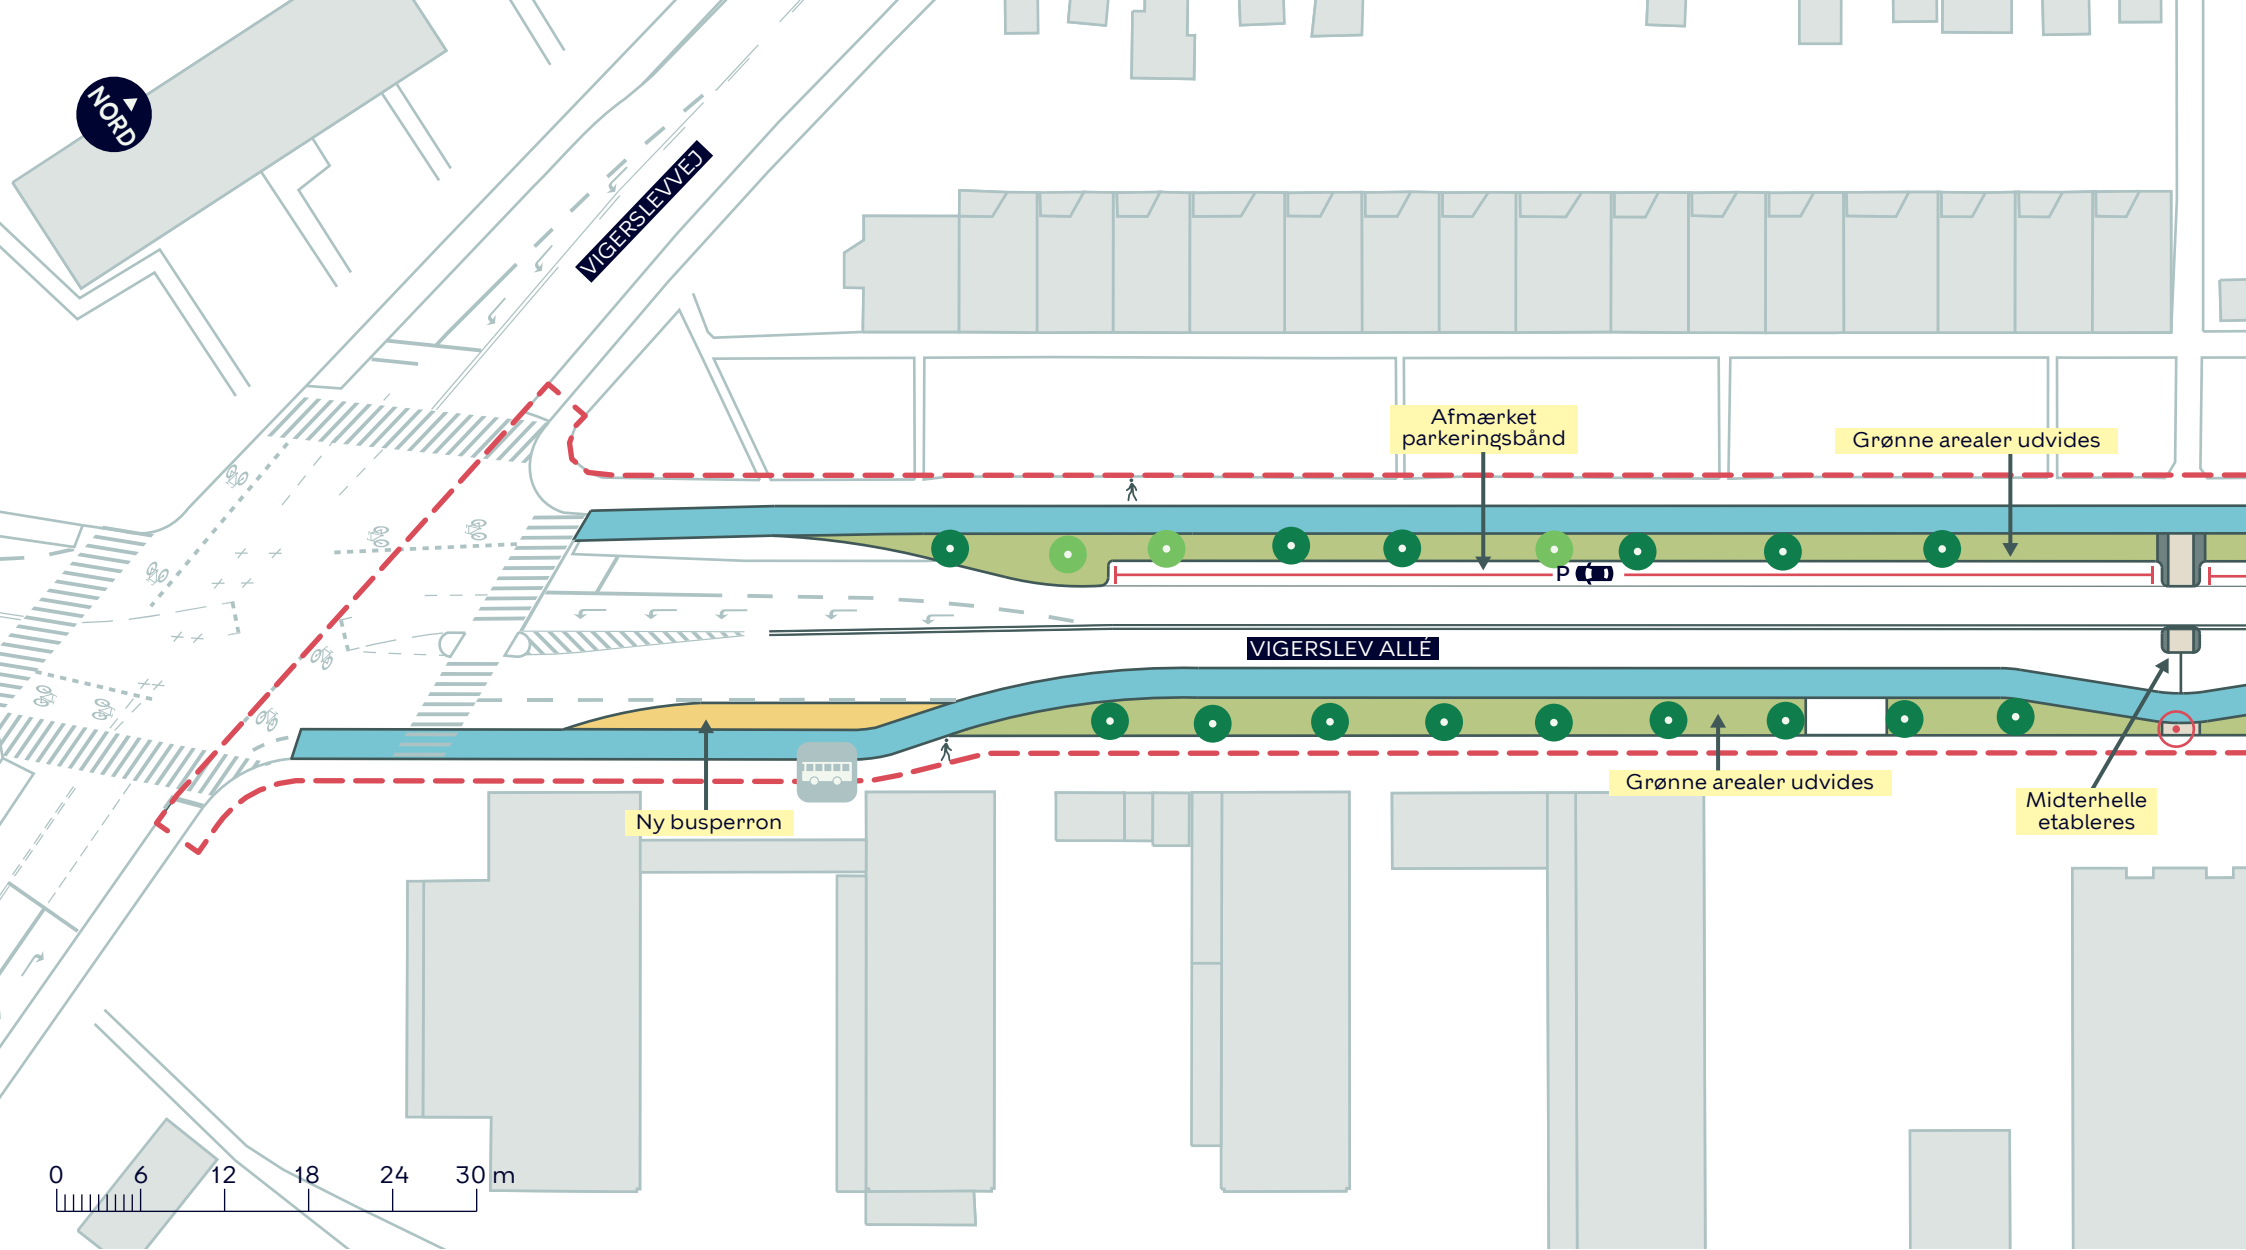 NORD
VIGERSLEVVEJ
Afmærket
parkeringsbånd
Grønne arealer udvides
P
VIGERSLEV ALLÉ
Grønne arealer udvides
Midterhelle
etableres
Ny busperron
0 6 12 18 24 30 m